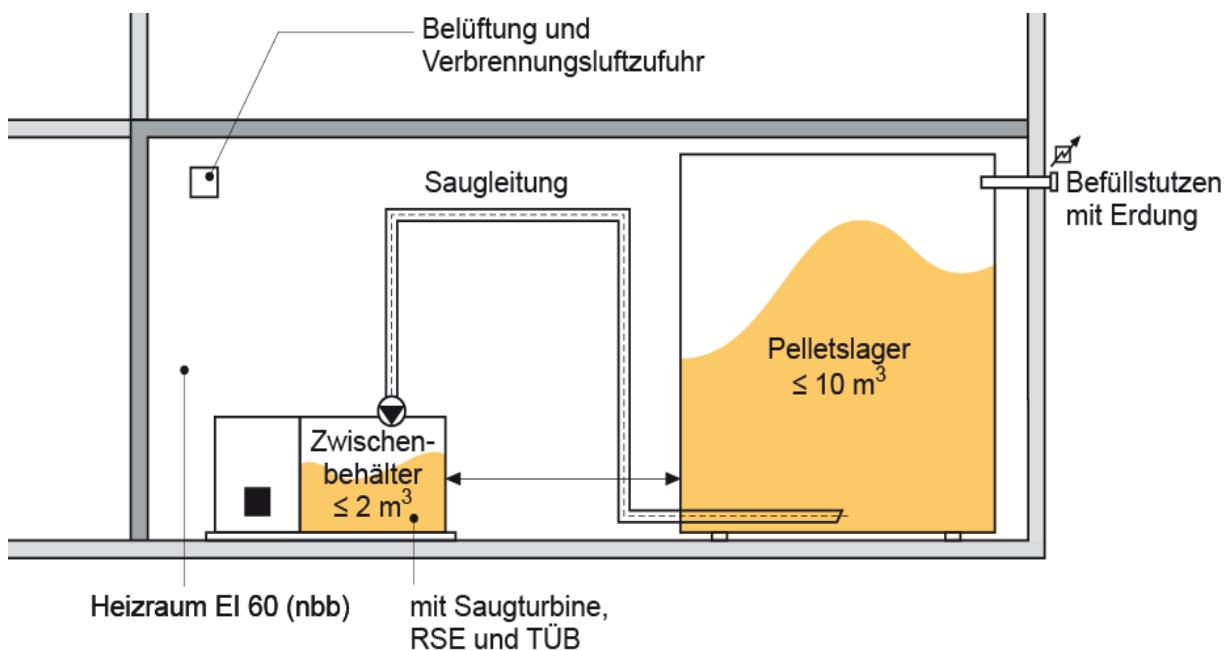 Belüftung und
Verbrennungsluftzufuhr
Saugleitung
Befüllstutzen
mit Erdung
Pelletslager
≤ 10 m³
Zwischen-
behälter
≤ 2 m³
Heizraum EI 60 (nbb)
mit Saugturbine,
RSE und TÜB